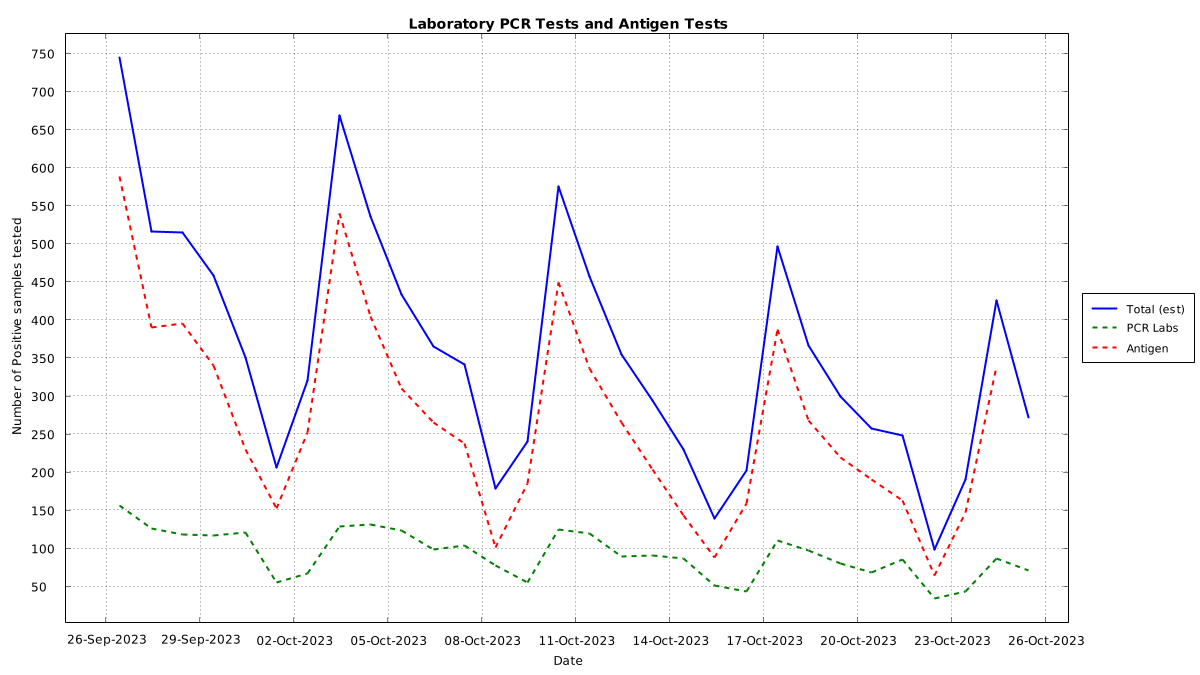 Laboratory PCR Tests and Antigen Tests
Number of Positive samples tested
750
700
650
600
550
500
450
400
350
300
250
200
150
100
50
26-Sep-2023 29-Sep-2023 02-Oct-2023 05-Oct-2023 08-Oct-2023 11-Oct-2023 14-Oct-2023 17-Oct-2023 20-Oct-2023 23-Oct-2023 26-Oct-2023
Date
Total (est)
PCR Labs
Antigen